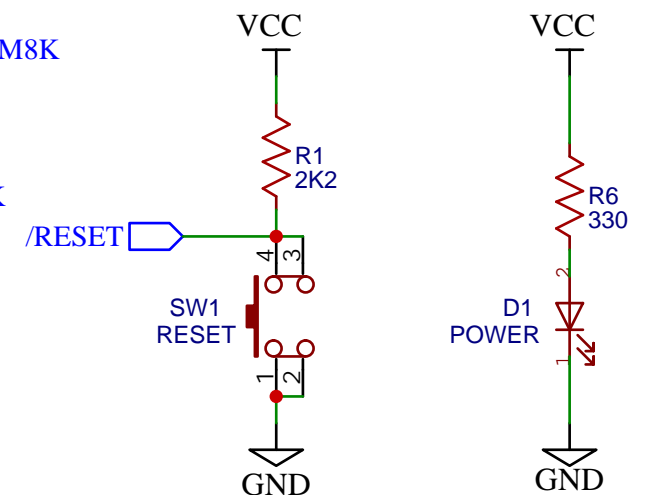 VCC
VCC
M8K
R1
2K2
K
R6
330
/RESET
4
3
2
SW1
RESET
D1
POWER
1
1
2
GND
GND